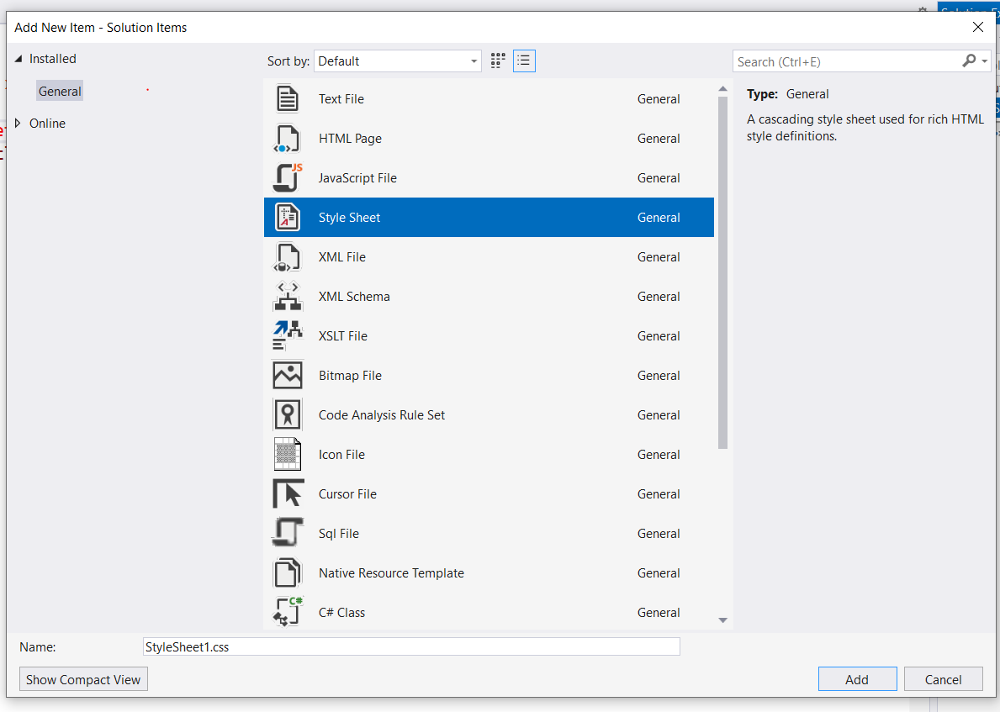 Add New Item - Solution Items
Installed
General
Online
Sort by: Default
Search (Ctrl+E)
Text File General
HTML Page General
JS
JavaScript File General
Style Sheet General
XML File General
XML Schema General
XSLT File General
Bitmap File General
Code Analysis Rule Set General
Icon File General
Cursor File General
Sql File General
Native Resource Template General
C#
C# Class General
Type: General
A cascading style sheet used for rich HTML
style definitions.
Name: StyleSheet1.css
Show Compact View
Add
Cancel